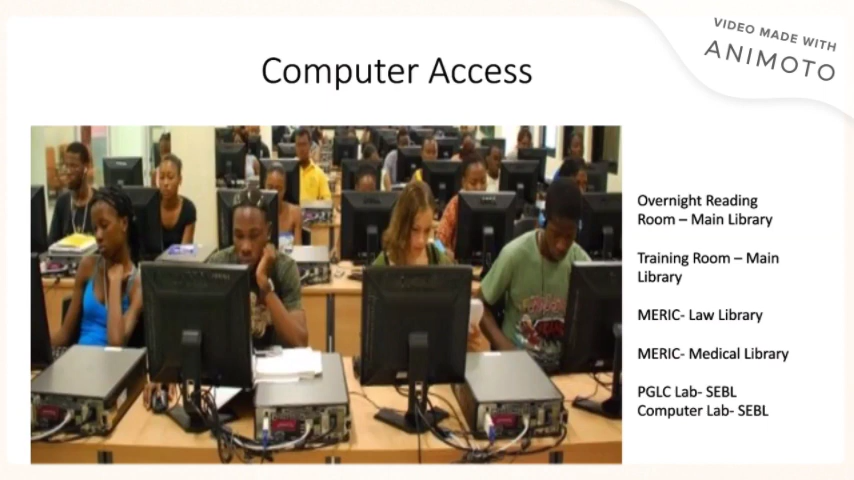 VIDEO MADE WITH
ANIMOTO
Computer Access
Overnight Reading
Room – Main Library
Training Room – Main
Library
MERIC- Law Library
MERIC- Medical Library
PGLC Lab- SEBL
Computer Lab- SEBL